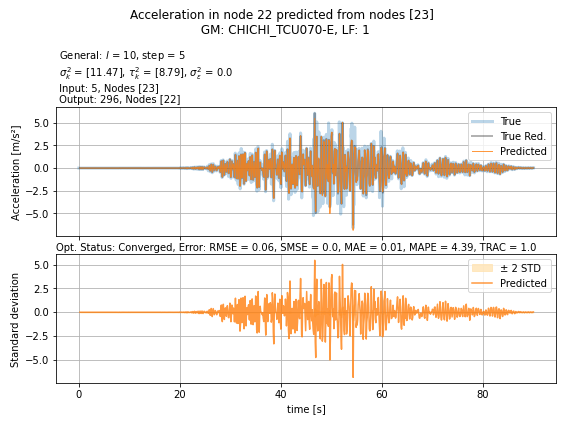 Acceleration in node 22 predicted from nodes [23]
GM: CHICHI_TCU070-E, LF: 1
General: l = 10, step = 5
σ²ₖ = [11.47], τ²ₖ = [8.79], σ²ε = 0.0
Input: 5, Nodes [23]
Output: 296, Nodes [22]
Acceleration [m/s²]
5.0
2.5
0.0
−2.5
−5.0
True
True Red.
Predicted
Opt. Status: Converged, Error: RMSE = 0.06, SMSE = 0.0, MAE = 0.01, MAPE = 4.39, TRAC = 1.0
Standard deviation
5.0
2.5
0.0
−2.5
−5.0
± 2 STD
Predicted
0 20 40 60 80
time [s]